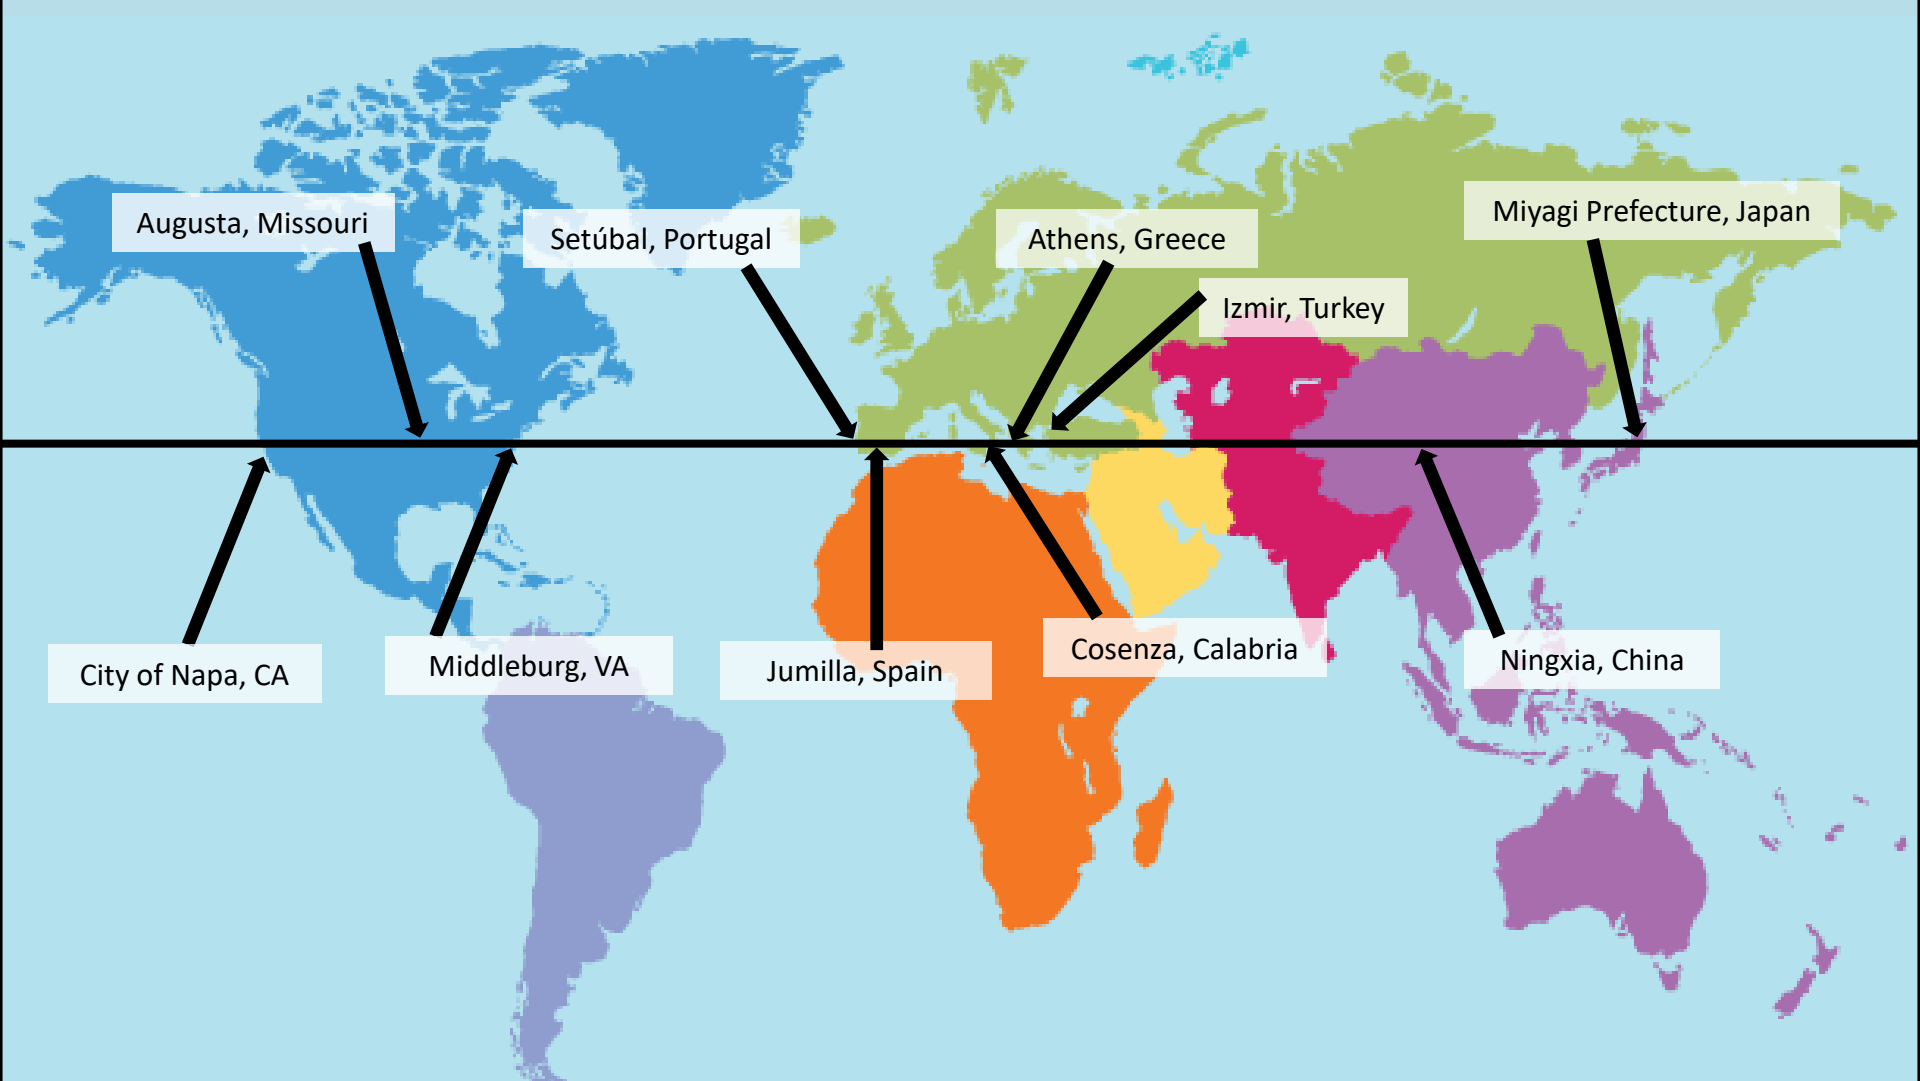 Augusta, Missouri
Setúbal, Portugal
Athens, Greece
Miyagi Prefecture, Japan
Izmir, Turkey
City of Napa, CA
Middleburg, VA
Jumilla, Spain
Cosenza, Calabria
Ningxia, China